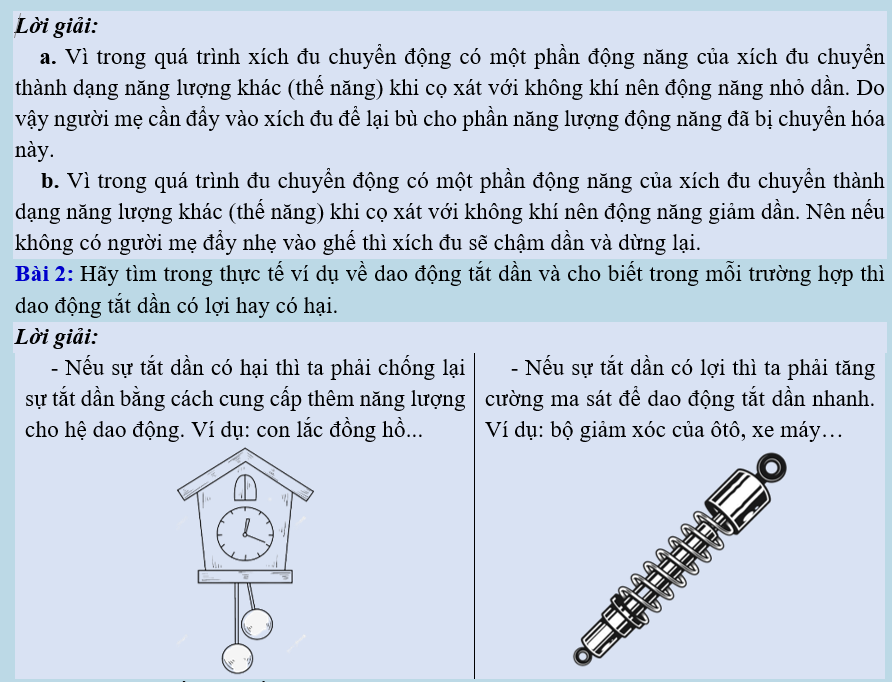 Lời giải:
a. Vì trong quá trình xích đu chuyển động có một phần động năng của xích đu chuyển
thành dạng năng lượng khác (thế năng) khi cọ xát với không khí nên động năng nhỏ dần. Do
vậy người mẹ cần đẩy vào xích đu để lại bù cho phần năng lượng động năng đã bị chuyển hóa
này.
b. Vì trong quá trình đu chuyển động có một phần động năng của xích đu chuyển thành
dạng năng lượng khác (thế năng) khi cọ xát với không khí nên động năng giảm dần. Nên nếu
không có người mẹ đẩy nhẹ vào ghế thì xích đu sẽ chậm dần và dừng lại.
Bài 2: Hãy tìm trong thực tế ví dụ về dao động tắt dần và cho biết trong mỗi trường hợp thì
dao động tắt dần có lợi hay có hại.
Lời giải:
- Nếu sự tắt dần có hại thì ta phải chống lại
sự tắt dần bằng cách cung cấp thêm năng lượng
cho hệ dao động. Ví dụ: con lắc đồng hồ...
- Nếu sự tắt dần có lợi thì ta phải tăng
cường ma sát để dao động tắt dần nhanh.
Ví dụ: bộ giảm xóc của ôtô, xe máy…